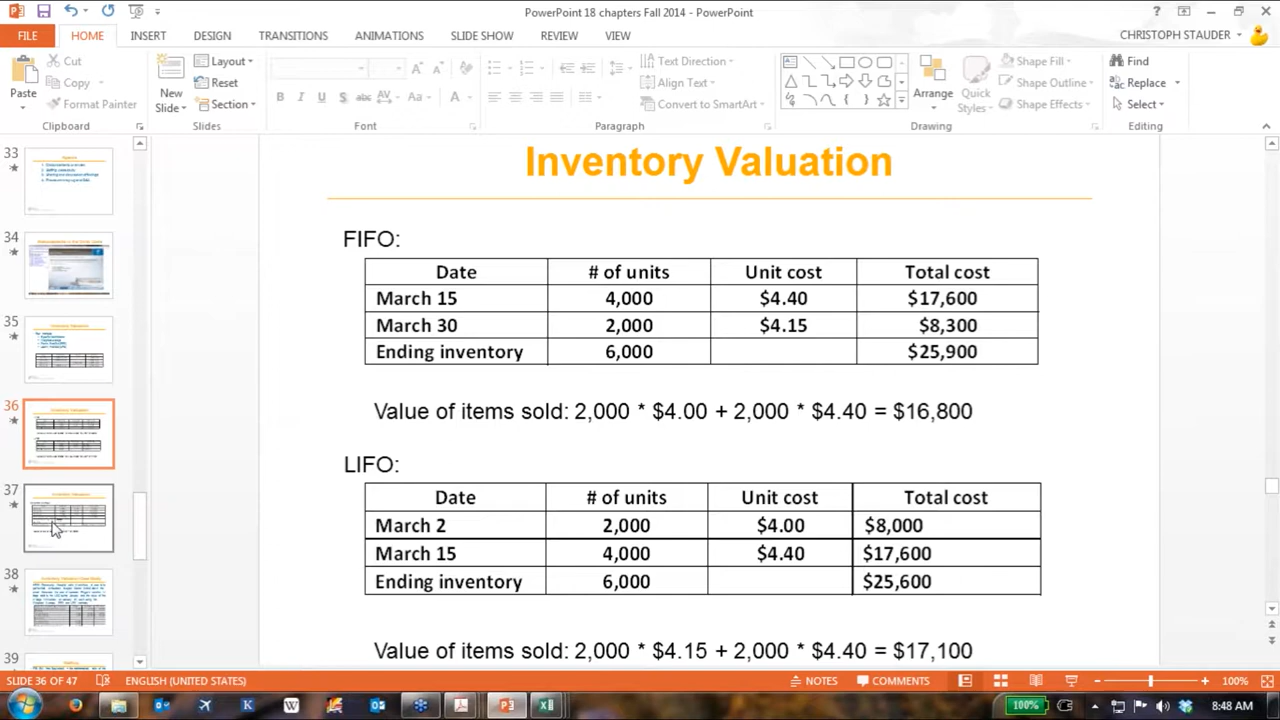 PowerPoint 18 chapters Fall 2014 - PowerPoint
FILE HOME INSERT DESIGN TRANSITIONS ANIMATIONS SLIDE SHOW REVIEW VIEW CHRISTOPH STAUDER
Cut
Copy
Format Painter
Paste
Clipboard
New Slide
Layout
Reset
Section
Slides
Font
Paragraph
Text Direction
Align Text
Convert to SmartArt
Arrange
Quick Styles
Shape Fill
Shape Outline
Shape Effects
Drawing
Find
Replace
Select
Editing
33
34
35
36
37
38
39
Inventory Valuation
FIFO:
Date # of units Unit cost Total cost
March 15 4,000 $4.40 $17,600
March 30 2,000 $4.15 $8,300
Ending inventory 6,000 $25,900
Value of items sold: 2,000 * $4.00 + 2,000 * $4.40 = $16,800
LIFO:
Date # of units Unit cost Total cost
March 2 2,000 $4.00 $8,000
March 15 4,000 $4.40 $17,600
Ending inventory 6,000 $25,600
Value of items sold: 2,000 * $4.15 + 2,000 * $4.40 = $17,100
SLIDE 36 OF 47 ENGLISH (UNITED STATES) NOTES COMMENTS 100%
100% 8:48 AM